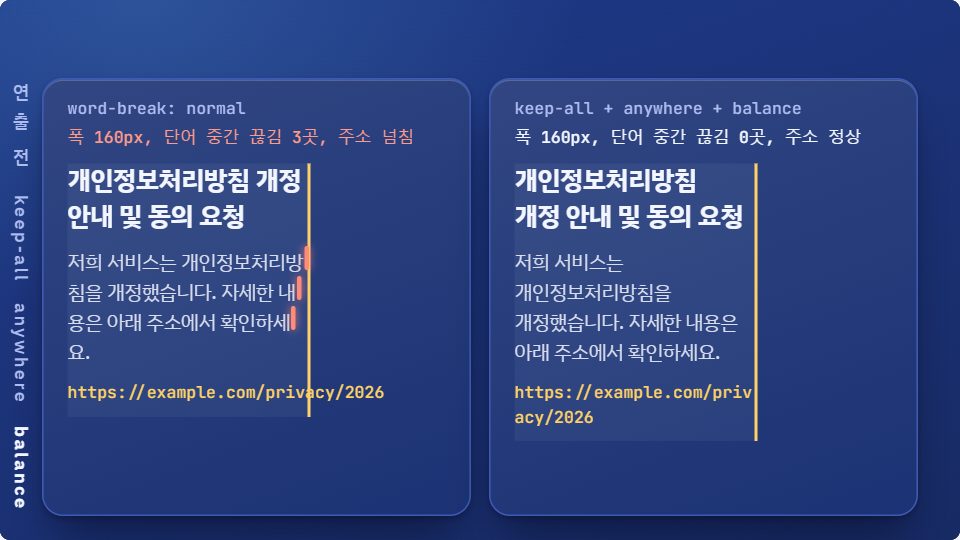 연출 전
keep-all
anywhere
balance
word-break: normal
폭 160px, 단어 중간 끊김 3곳, 주소 넘침
개인정보처리방침 개정
안내 및 동의 요청
저희 서비스는 개인정보처리방
침을 개정했습니다. 자세한 내
용은 아래 주소에서 확인하세
요.
https://example.com/privacy/2026
keep-all + anywhere + balance
폭 160px, 단어 중간 끊김 0곳, 주소 정상
개인정보처리방침
개정 안내 및 동의 요청
저희 서비스는
개인정보처리방침을
개정했습니다. 자세한 내용은
아래 주소에서 확인하세요.
https://example.com/priv
acy/2026